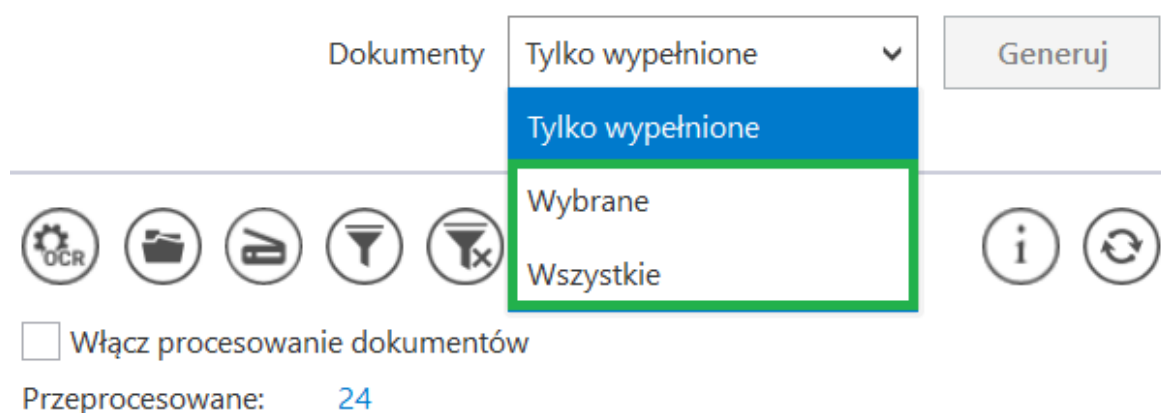 Dokumenty Tylko wypełnione Generuj
Tylko wypełnione
Wybrane
Wszystkie
OCR i
Włącz procesowanie dokumentów
Przeprocesowane: 24